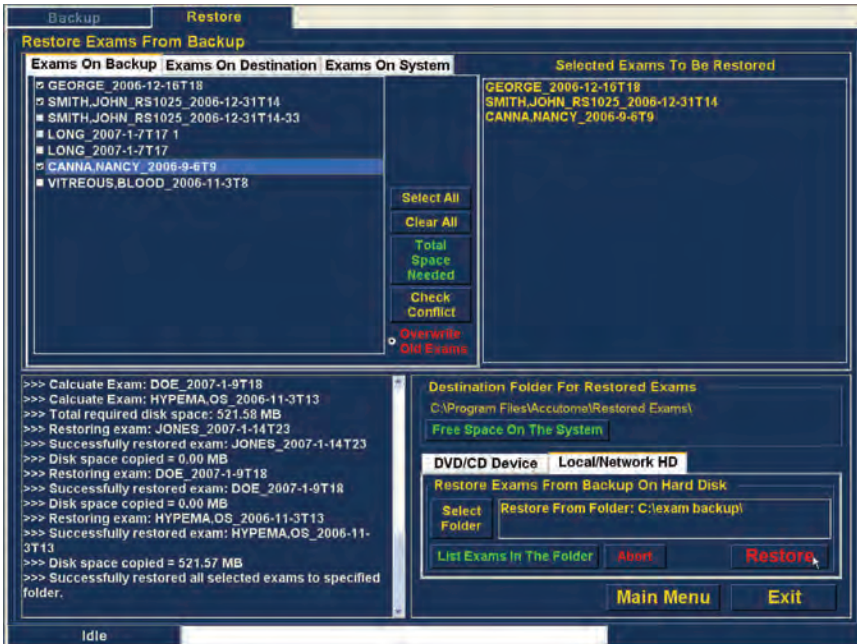 Backup
Restore
Restore Exams From Backup
Exams On Backup
Exams On Destination
Exams On System
GEORGE_2006-12-16T18
SMITH,JOHN_RS1025_2006-12-31T14
SMITH,JOHN_RS1025_2006-12-31T14-33
LONG_2007-1-7T17 1
LONG_2007-1-7T17
CANNA,NANCY_2006-9-6T9
VITREOUS,BLOOD_2006-11-3T8
Select All
Clear All
Total
Space
Needed
Check
Conflict
Overwrite
Old Exams
Selected Exams To Be Restored
GEORGE_2006-12-16T18
SMITH,JOHN_RS1025_2006-12-31T14
CANNA,NANCY_2006-9-6T9
>>> Calcuate Exam: DOE_2007-1-9T18
>>> Calcuate Exam: HYPEMA,OS_2006-11-3T13
>>> Total required disk space: 521.58 MB
>>> Restoring exam: JONES_2007-1-14T23
>>> Successfully restored exam: JONES_2007-1-14T23
>>> Disk space copied = 0.00 MB
>>> Restoring exam: DOE_2007-1-9T18
>>> Successfully restored exam: DOE_2007-1-9T18
>>> Disk space copied = 0.00 MB
>>> Restoring exam: HYPEMA,OS_2006-11-3T13
>>> Successfully restored exam: HYPEMA,OS_2006-11-
3T13
>>> Disk space copied = 521.57 MB
>>> Successfully restored all selected exams to specified
folder.
Destination Folder For Restored Exams
C:\Program Files\Accutome\Restored Exams\
Free Space On The System
DVD/CD Device
Local/Network HD
Restore Exams From Backup On Hard Disk
Select
Folder
Restore From Folder: C:\exam backup\
List Exams In The Folder
Abort
Restore
Main Menu
Exit
Idle